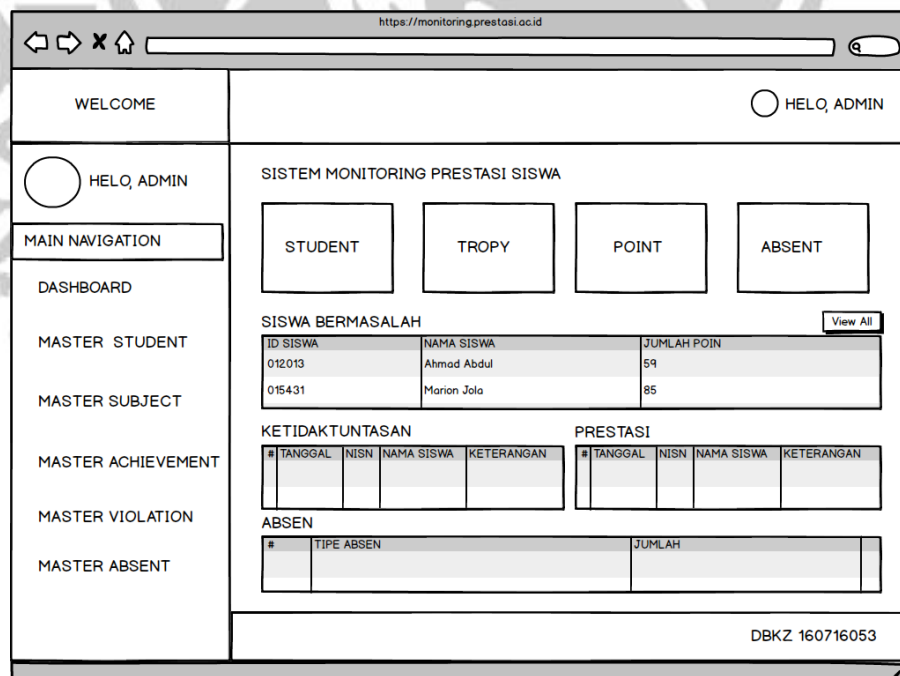 https://monitoring.prestasi.ac.id
WELCOME
HELO, ADMIN
HELO, ADMIN
MAIN NAVIGATION
DASHBOARD
MASTER STUDENT
MASTER SUBJECT
MASTER ACHIEVEMENT
MASTER VIOLATION
MASTER ABSENT
SISTEM MONITORING PRESTASI SISWA
STUDENT TROPY POINT ABSENT
SISWA BERMASALAH View All
ID SISWA NAMA SISWA JUMLAH POIN
012013 Ahmad Abdul 59
015431 Marion Jola 85
KETIDAKTUNTASAN
# TANGGAL NISN NAMA SISWA KETERANGAN
PRESTASI
# TANGGAL NISN NAMA SISWA KETERANGAN
ABSEN
# TIPE ABSEN JUMLAH
DBKZ 160716053